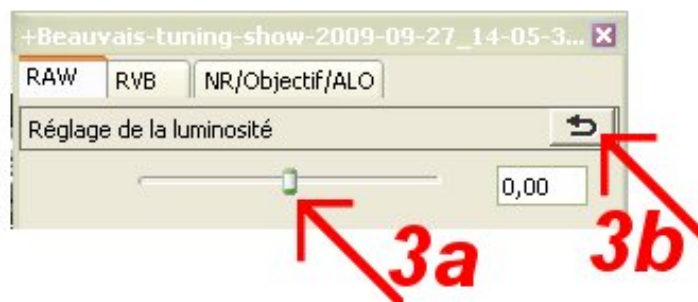 +Beauvais-tuning-show-2009-09-27_14-05-3...
RAW RVB NR/Objectif/ALO
Réglage de la luminosité
0,00
3a
3b